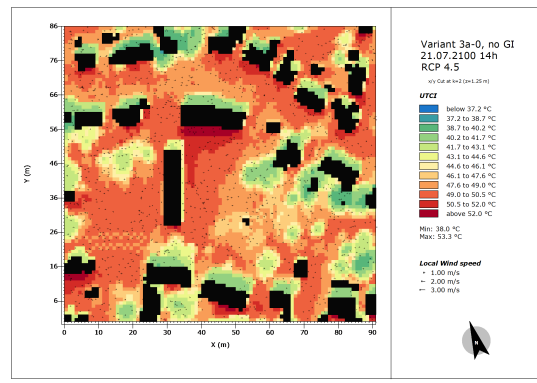 Variant 3a-0, no GI
21.07.2100 14h
RCP 4.5
x/y Cut at k=2 (z=1.25 m)
UTCI
below 37.2 °C
37.2 to 38.7 °C
38.7 to 40.2 °C
40.2 to 41.7 °C
41.7 to 43.1 °C
43.1 to 44.6 °C
44.6 to 46.1 °C
46.1 to 47.6 °C
47.6 to 49.0 °C
49.0 to 50.5 °C
50.5 to 52.0 °C
above 52.0 °C
Min: 38.0 °C
Max: 53.3 °C
Local Wind speed
1.00 m/s
2.00 m/s
3.00 m/s
N
Y (m)
86
76
66
56
46
36
26
16
6
0 10 20 30 40 50 60 70 80 90
X (m)